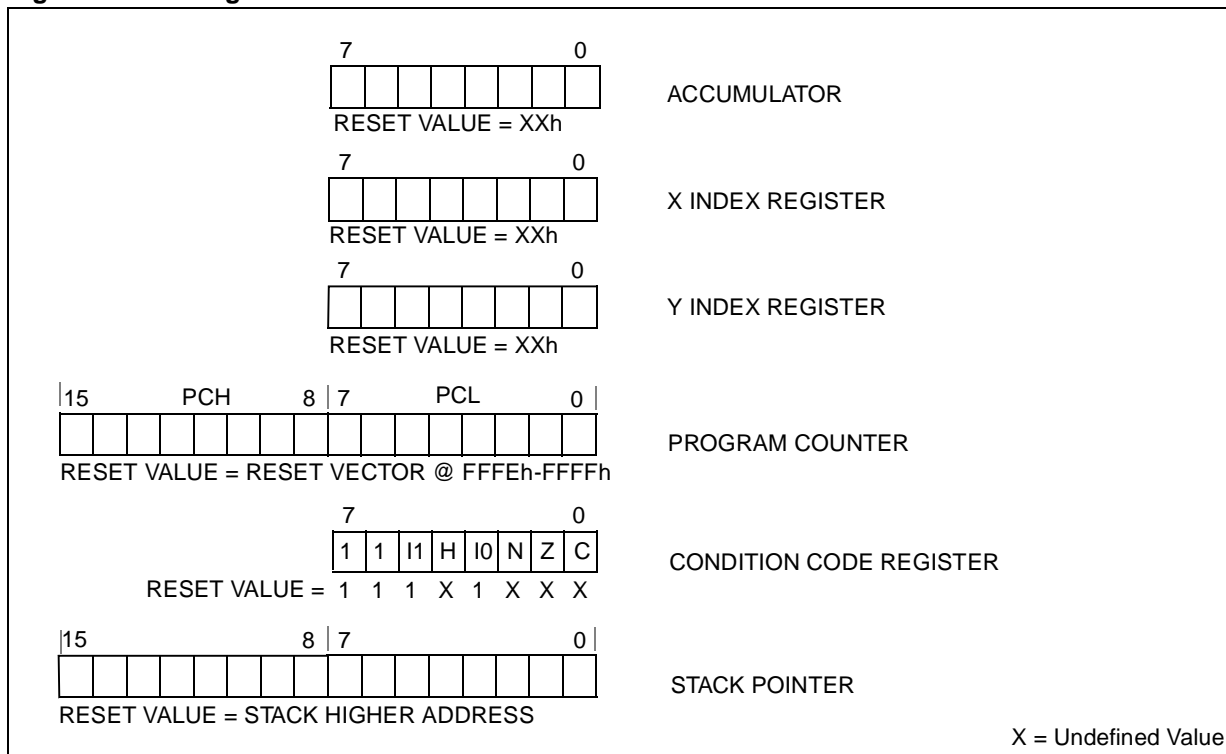 7 0
ACCUMULATOR
RESET VALUE = XXh
7 0
X INDEX REGISTER
RESET VALUE = XXh
7 0
Y INDEX REGISTER
RESET VALUE = XXh
15 PCH 8 7 PCL 0
PROGRAM COUNTER
RESET VALUE = RESET VECTOR @ FFFEh-FFFFh
7 0
1 1 I1 H I0 N Z C
CONDITION CODE REGISTER
RESET VALUE = 1 1 1 X 1 X X X
15 8 7 0
STACK POINTER
RESET VALUE = STACK HIGHER ADDRESS
X = Undefined Value